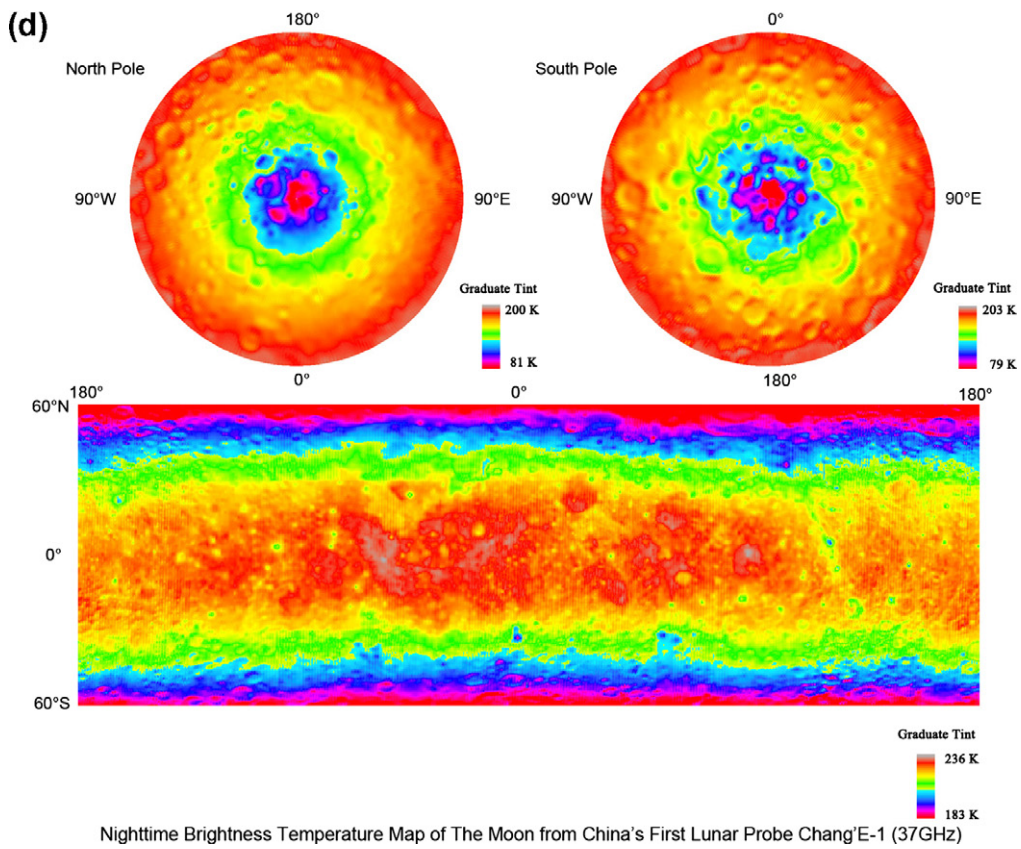 (d)
180°
0°
North Pole
South Pole
90°W
90°E
90°W
90°E
Graduate Tint
200 K
81 K
Graduate Tint
203 K
79 K
0°
180°
180°
0°
180°
60°N
0°
60°S
Graduate Tint
236 K
183 K
Nighttime Brightness Temperature Map of The Moon from China's First Lunar Probe Chang'E-1 (37GHz)